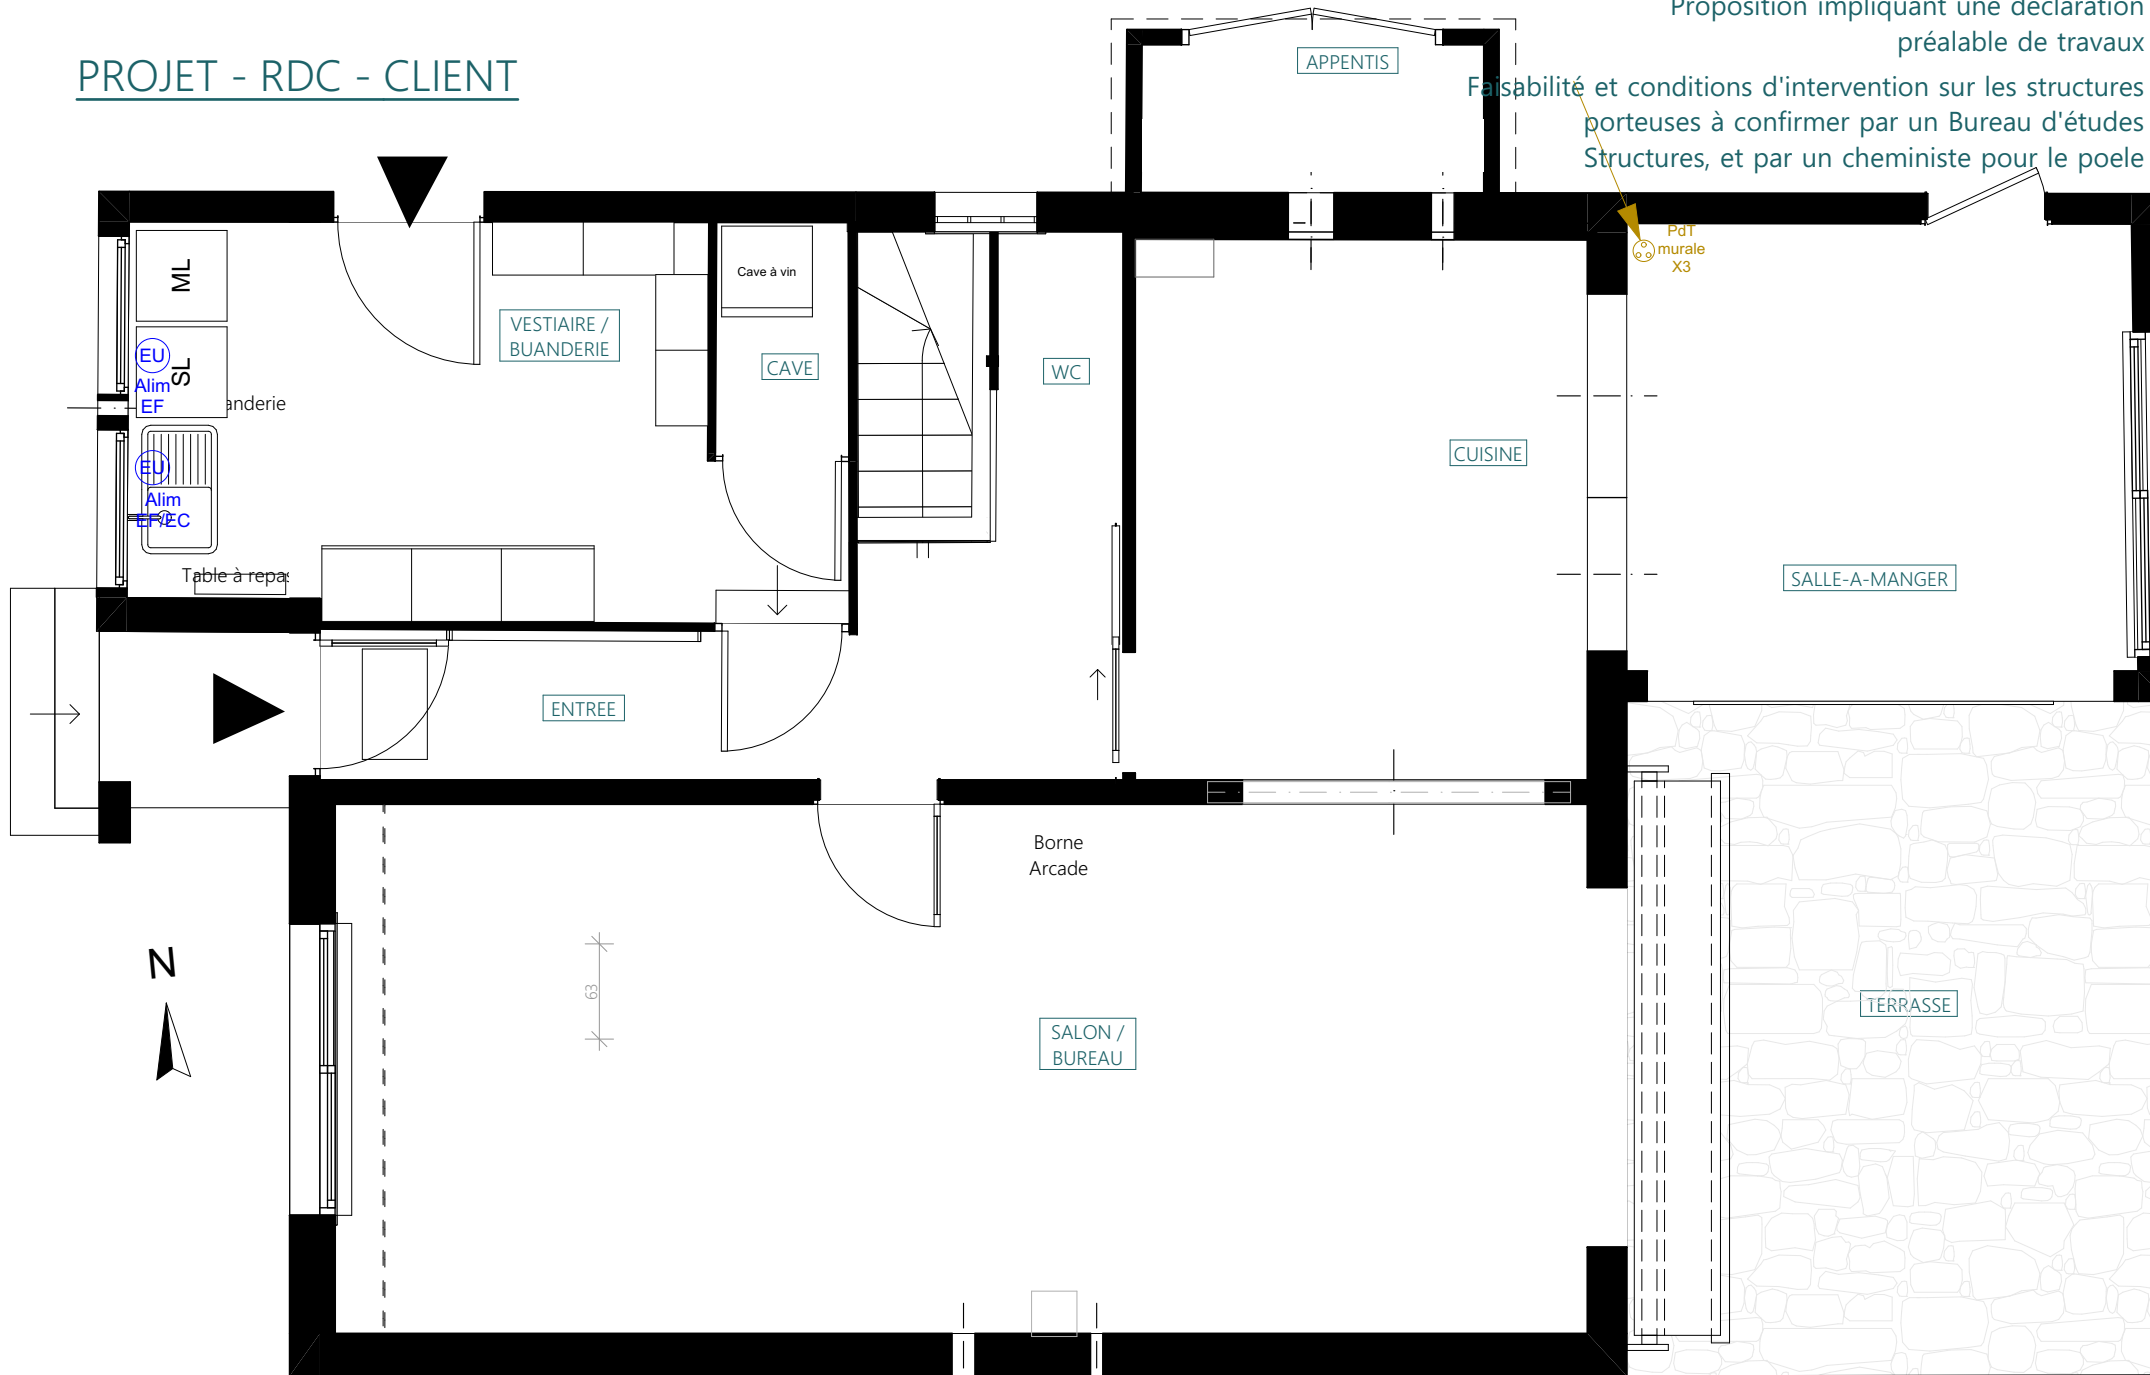 Proposition impliquant une déclaration
préalable de travaux
PROJET - RDC - CLIENT
APPENTIS
Faisabilité et conditions d'intervention sur les structures
porteuses à confirmer par un Bureau d'études
Structures, et par un cheministe pour le poele
PdT
murale
X3
ML
Cave à vin
VESTIAIRE /
BUANDERIE
EU
SL
Alim
EF
CAVE
WC
anderie
CUISINE
EU
Alim
EF/EC
Table à repas
SALLE-A-MANGER
ENTREE
Borne
Arcade
N
63
SALON /
BUREAU
TERRASSE